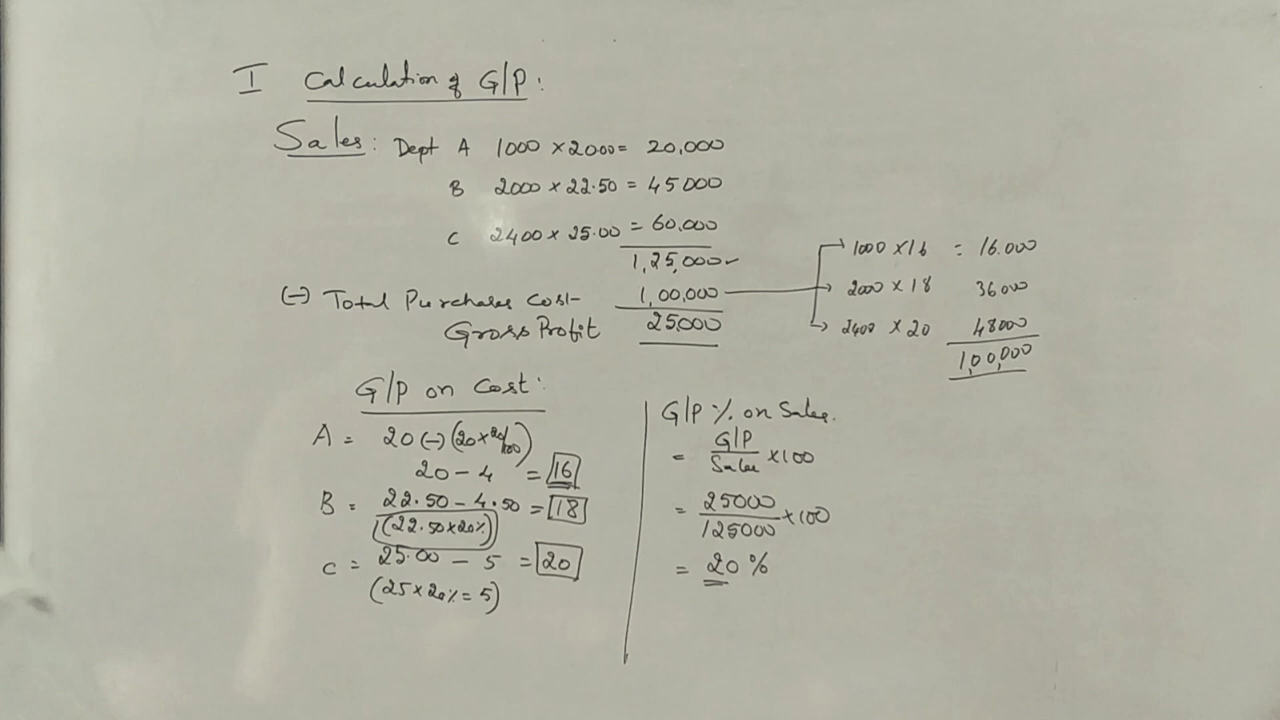 I Calculation of G/P:
Sales: Dept A 1000 × 2000 = 20,000
B 2000 × 22.50 = 45000
C 2400 × 25.00 = 60,000
1,25,000
(-) Total Purchases Cost- 1,00,000
Gross Profit 25000
1000 × 16 = 16.000
2000 × 18 36000
2400 × 20 48000
1,00,000
G/P on Cost:
A = 20 (-) (20 × 20/100)
20 - 4 = 16
B = 22.50 - 4.50 = 18
(22.50 × 20%)
C = 25.00 - 5 = 20
(25 × 20% = 5)
G/P % on Sales.
= G/P / Sales × 100
= 25000 / 125000 × 100
= 20 %